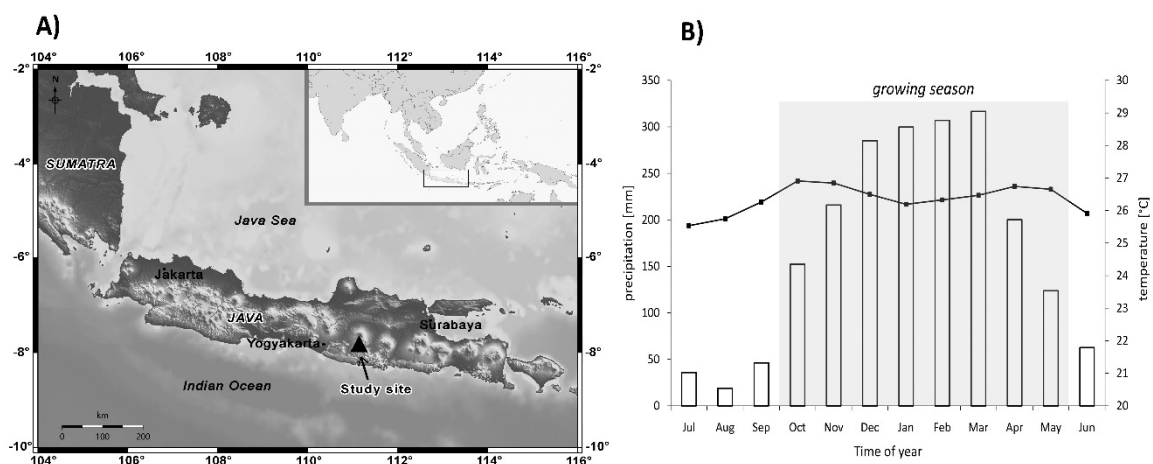 A)
104° 106° 108° 110° 112° 114° 116°
-2° -2°
N
SUMATRA
-4° -4°
Java Sea
-6° -6°
Jakarta
JAVA
Surabaya
Yogyakarta
-8° -8°
Study site
Indian Ocean
km
0 100 200
-10° -10°
104° 106° 108° 110° 112° 114° 116°
B)
growing season
precipitation [mm]
350
300
250
200
150
100
50
0
temperature [°C]
30
29
28
27
26
25
24
23
22
21
20
Jul Aug Sep Oct Nov Dec Jan Feb Mar Apr May Jun
Time of year